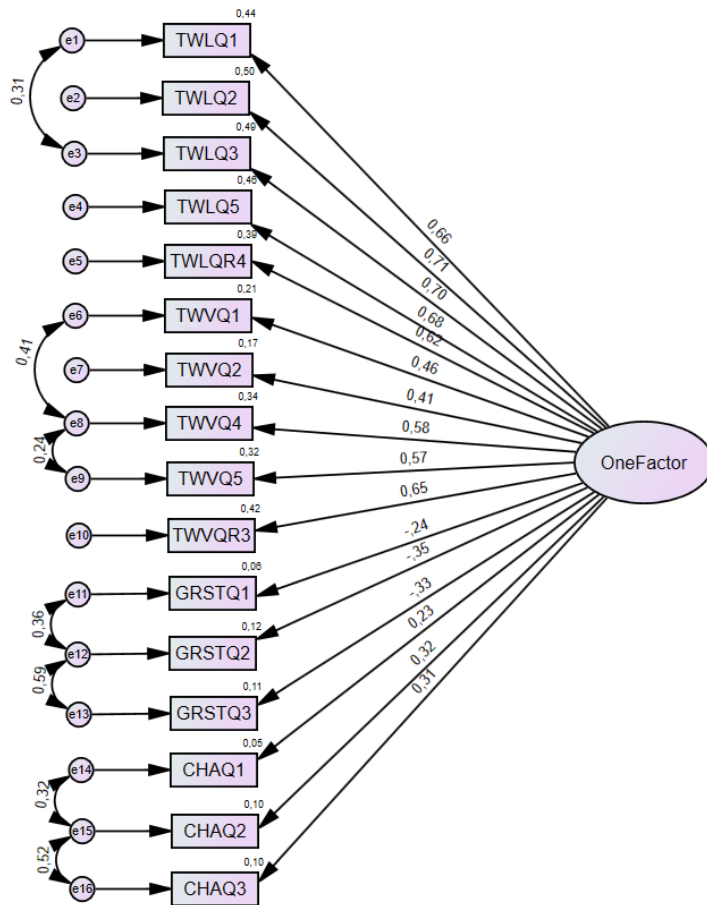 0,44
e1 TWLQ1
0,31
0,50
e2 TWLQ2
0,49
e3 TWLQ3
0,46
e4 TWLQ5
0,66
0,39
e5 TWLQR4
0,71
0,70
0,21
0,68
e6 TWVQ1
0,62
0,41
0,17
0,46
e7 TWVQ2
0,41
0,34
e8 TWVQ4
0,58
0,24
0,32
0,57
OneFactor
e9 TWVQ5
0,65
0,42
e10 TWVQR3
-,24
0,06
-,35
e11 GRSTQ1
0,36
-,33
0,12
0,23
e12 GRSTQ2
0,32
0,59
0,31
0,11
e13 GRSTQ3
0,05
e14 CHAQ1
0,32
0,10
e15 CHAQ2
0,52
0,10
e16 CHAQ3